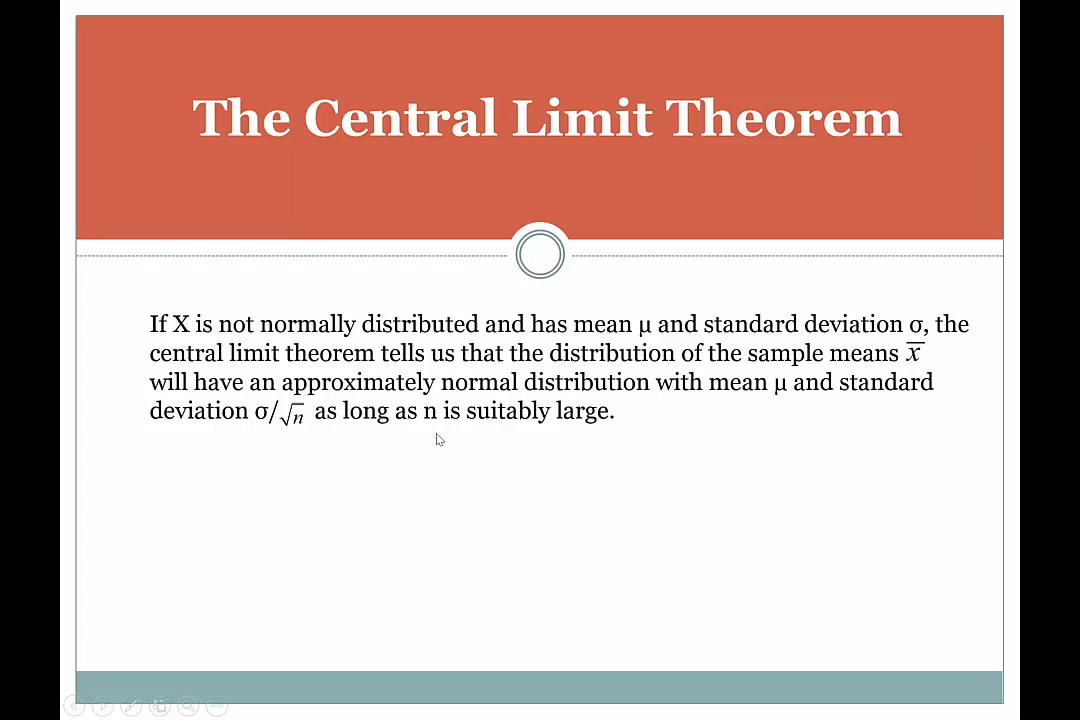 The Central Limit Theorem
If X is not normally distributed and has mean μ and standard deviation σ, the
central limit theorem tells us that the distribution of the sample means x̅
will have an approximately normal distribution with mean μ and standard
deviation σ/√n as long as n is suitably large.